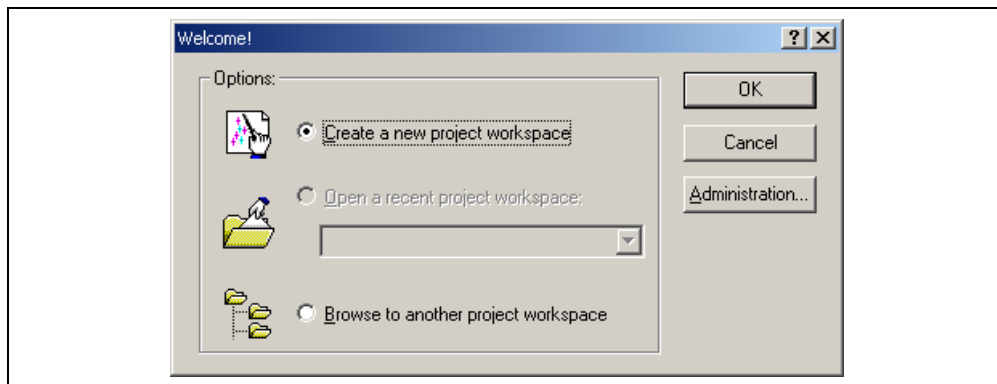 Welcome!
Options:
Create a new project workspace
Open a recent project workspace:
Browse to another project workspace
OK
Cancel
Administration...